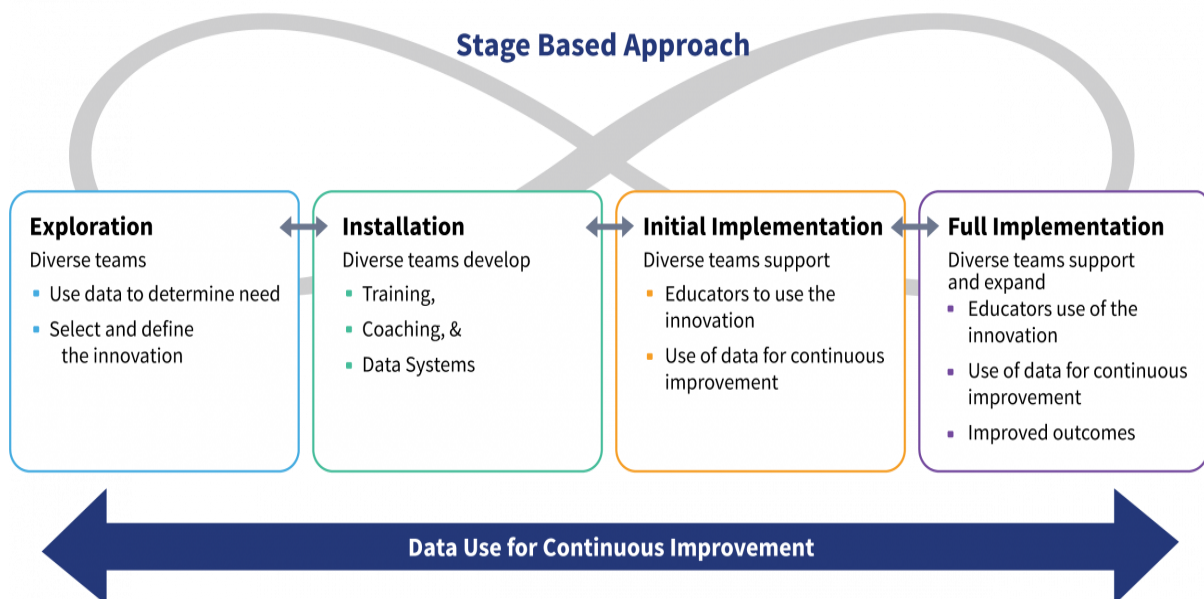 Stage Based Approach
Exploration
Diverse teams
Use data to determine need
Select and define
the innovation
Installation
Diverse teams develop
Training,
Coaching, &
Data Systems
Initial Implementation
Diverse teams support
Educators to use the
innovation
Use of data for continuous
improvement
Full Implementation
Diverse teams support
and expand
Educators use of the
innovation
Use of data for continuous
improvement
Improved outcomes
Data Use for Continuous Improvement